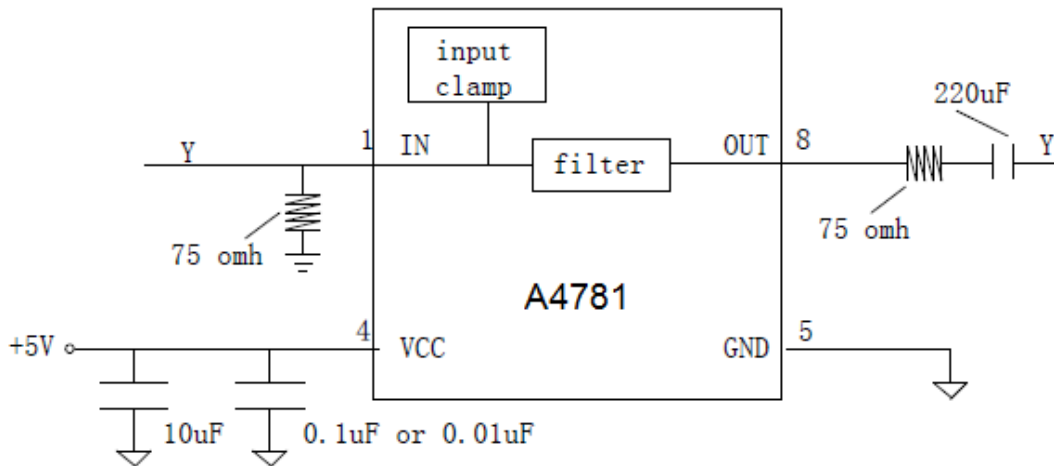 input
clamp
220uF
Y
1
IN
filter
OUT
8
Y
75 omh
75 omh
A4781
+5V
4
VCC
GND
5
10uF
0.1uF or 0.01uF